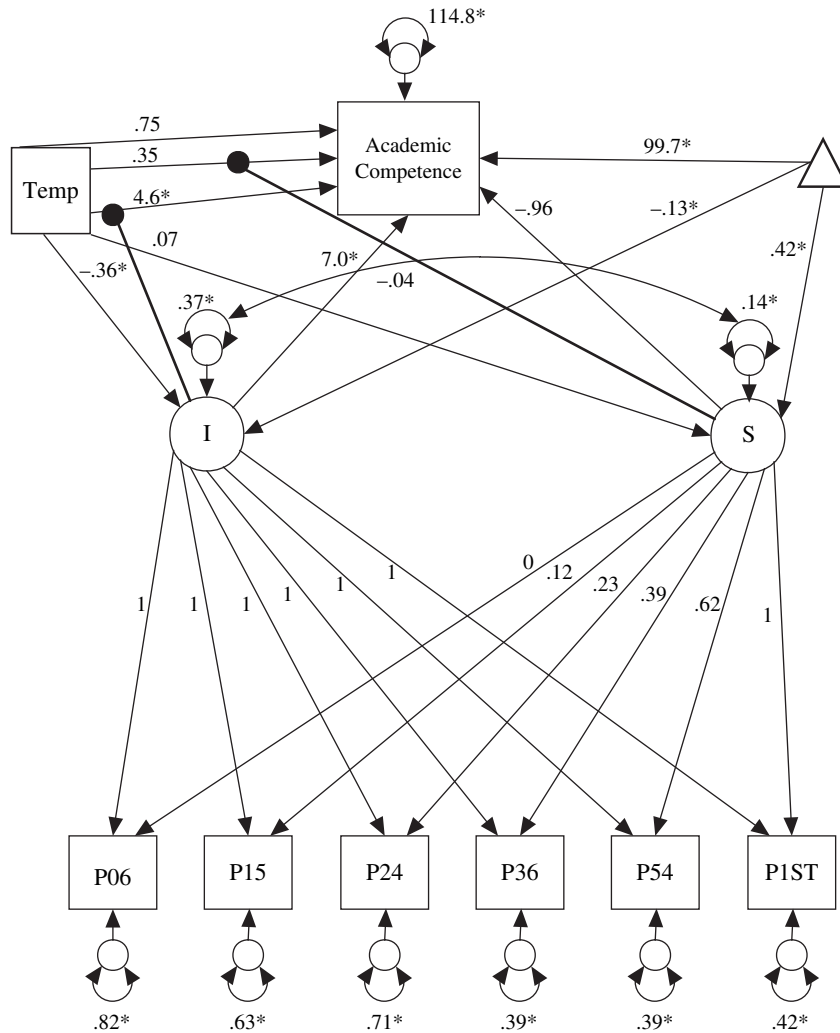 114.8*
.75
Academic
Competence
.35
99.7*
Temp
4.6*
–.96
–.13*
.07
.42*
7.0*
–.36*
–.04
.37*
.14*
I
S
0
1
.12
1
.23
1
.39
1
1
1
.62
1
P06
P15
P24
P36
P54
P1ST
.82*
.63*
.71*
.39*
.39*
.42*